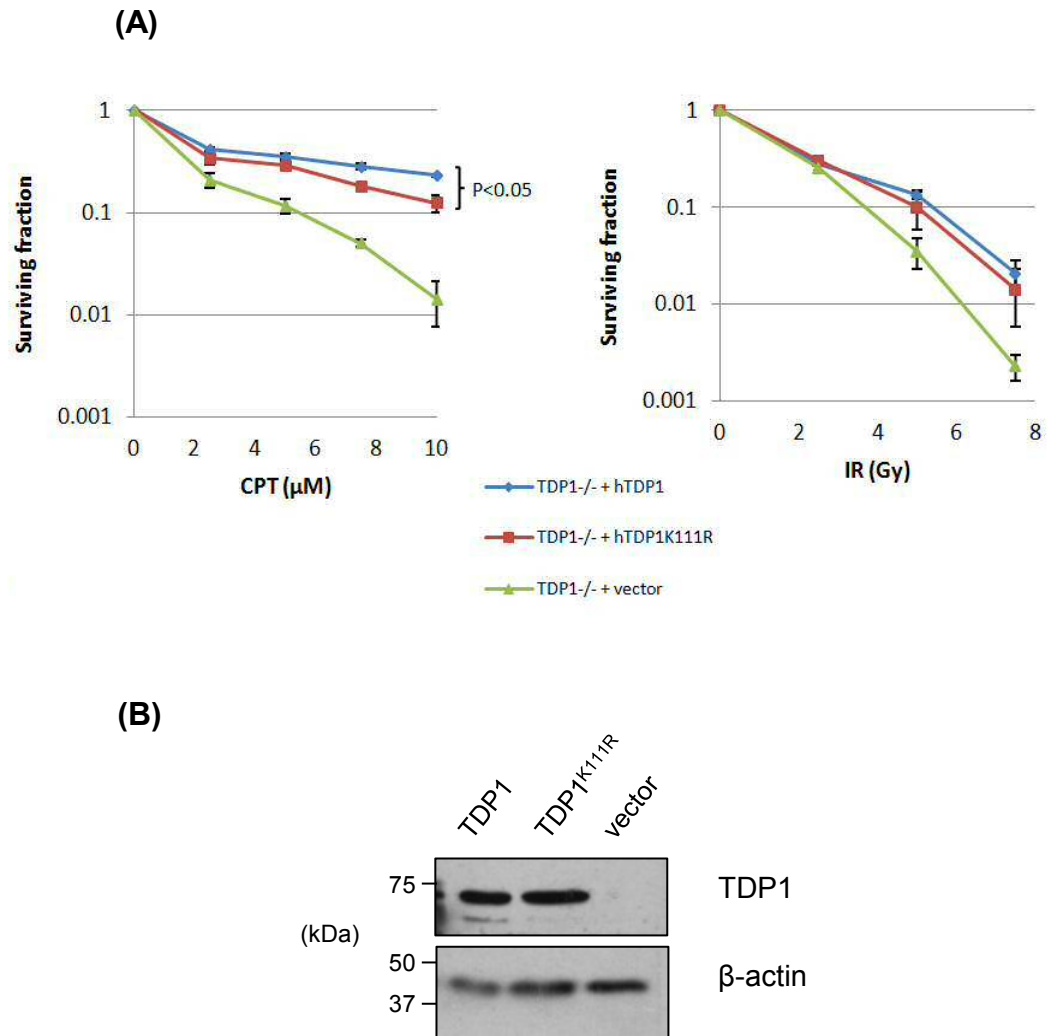 (A)
Surviving fraction
1
0.1
0.01
0.001
0 2 4 6 8 10
CPT (µM)
P<0.05
Surviving fraction
1
0.1
0.01
0.001
0 2 4 6 8
IR (Gy)
TDP1-/- + hTDP1
TDP1-/- + hTDP1K111R
TDP1-/- + vector
(B)
TDP1
TDP1K111R
vector
75
TDP1
(kDa)
50
37
β-actin